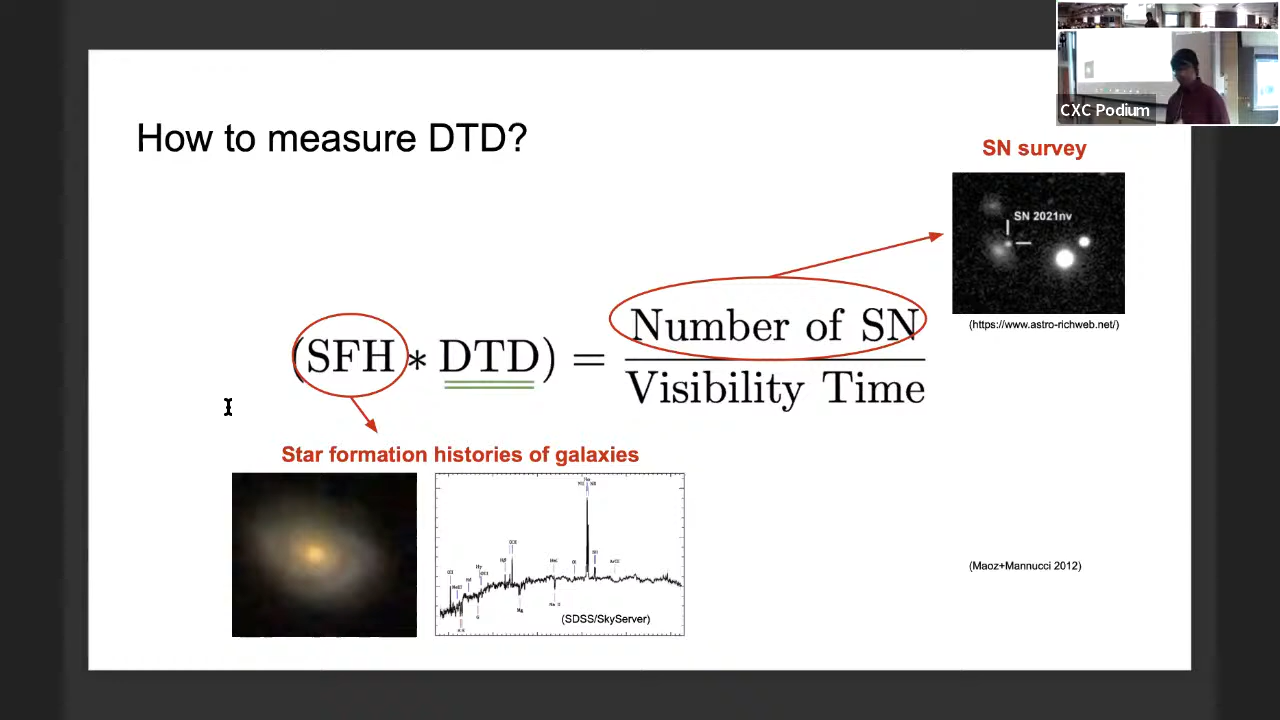 CXC Podium
How to measure DTD?
SN survey
SN 2021nv
(https://www.astro-richweb.net/)
(SFH * DTD) = Number of SN
Visibility Time
Star formation histories of galaxies
(SDSS/SkyServer)
(Maoz+Mannucci 2012)